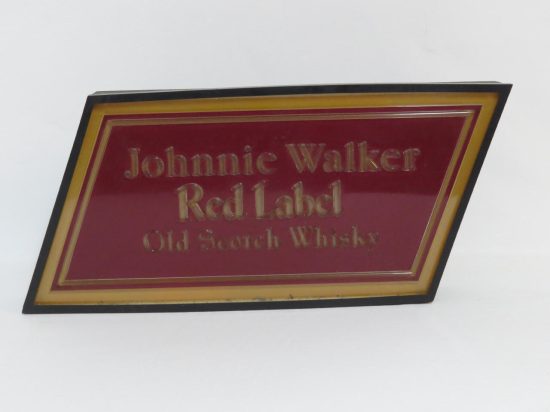 Johnnie Walker
Red Label
Old Scotch Whisky